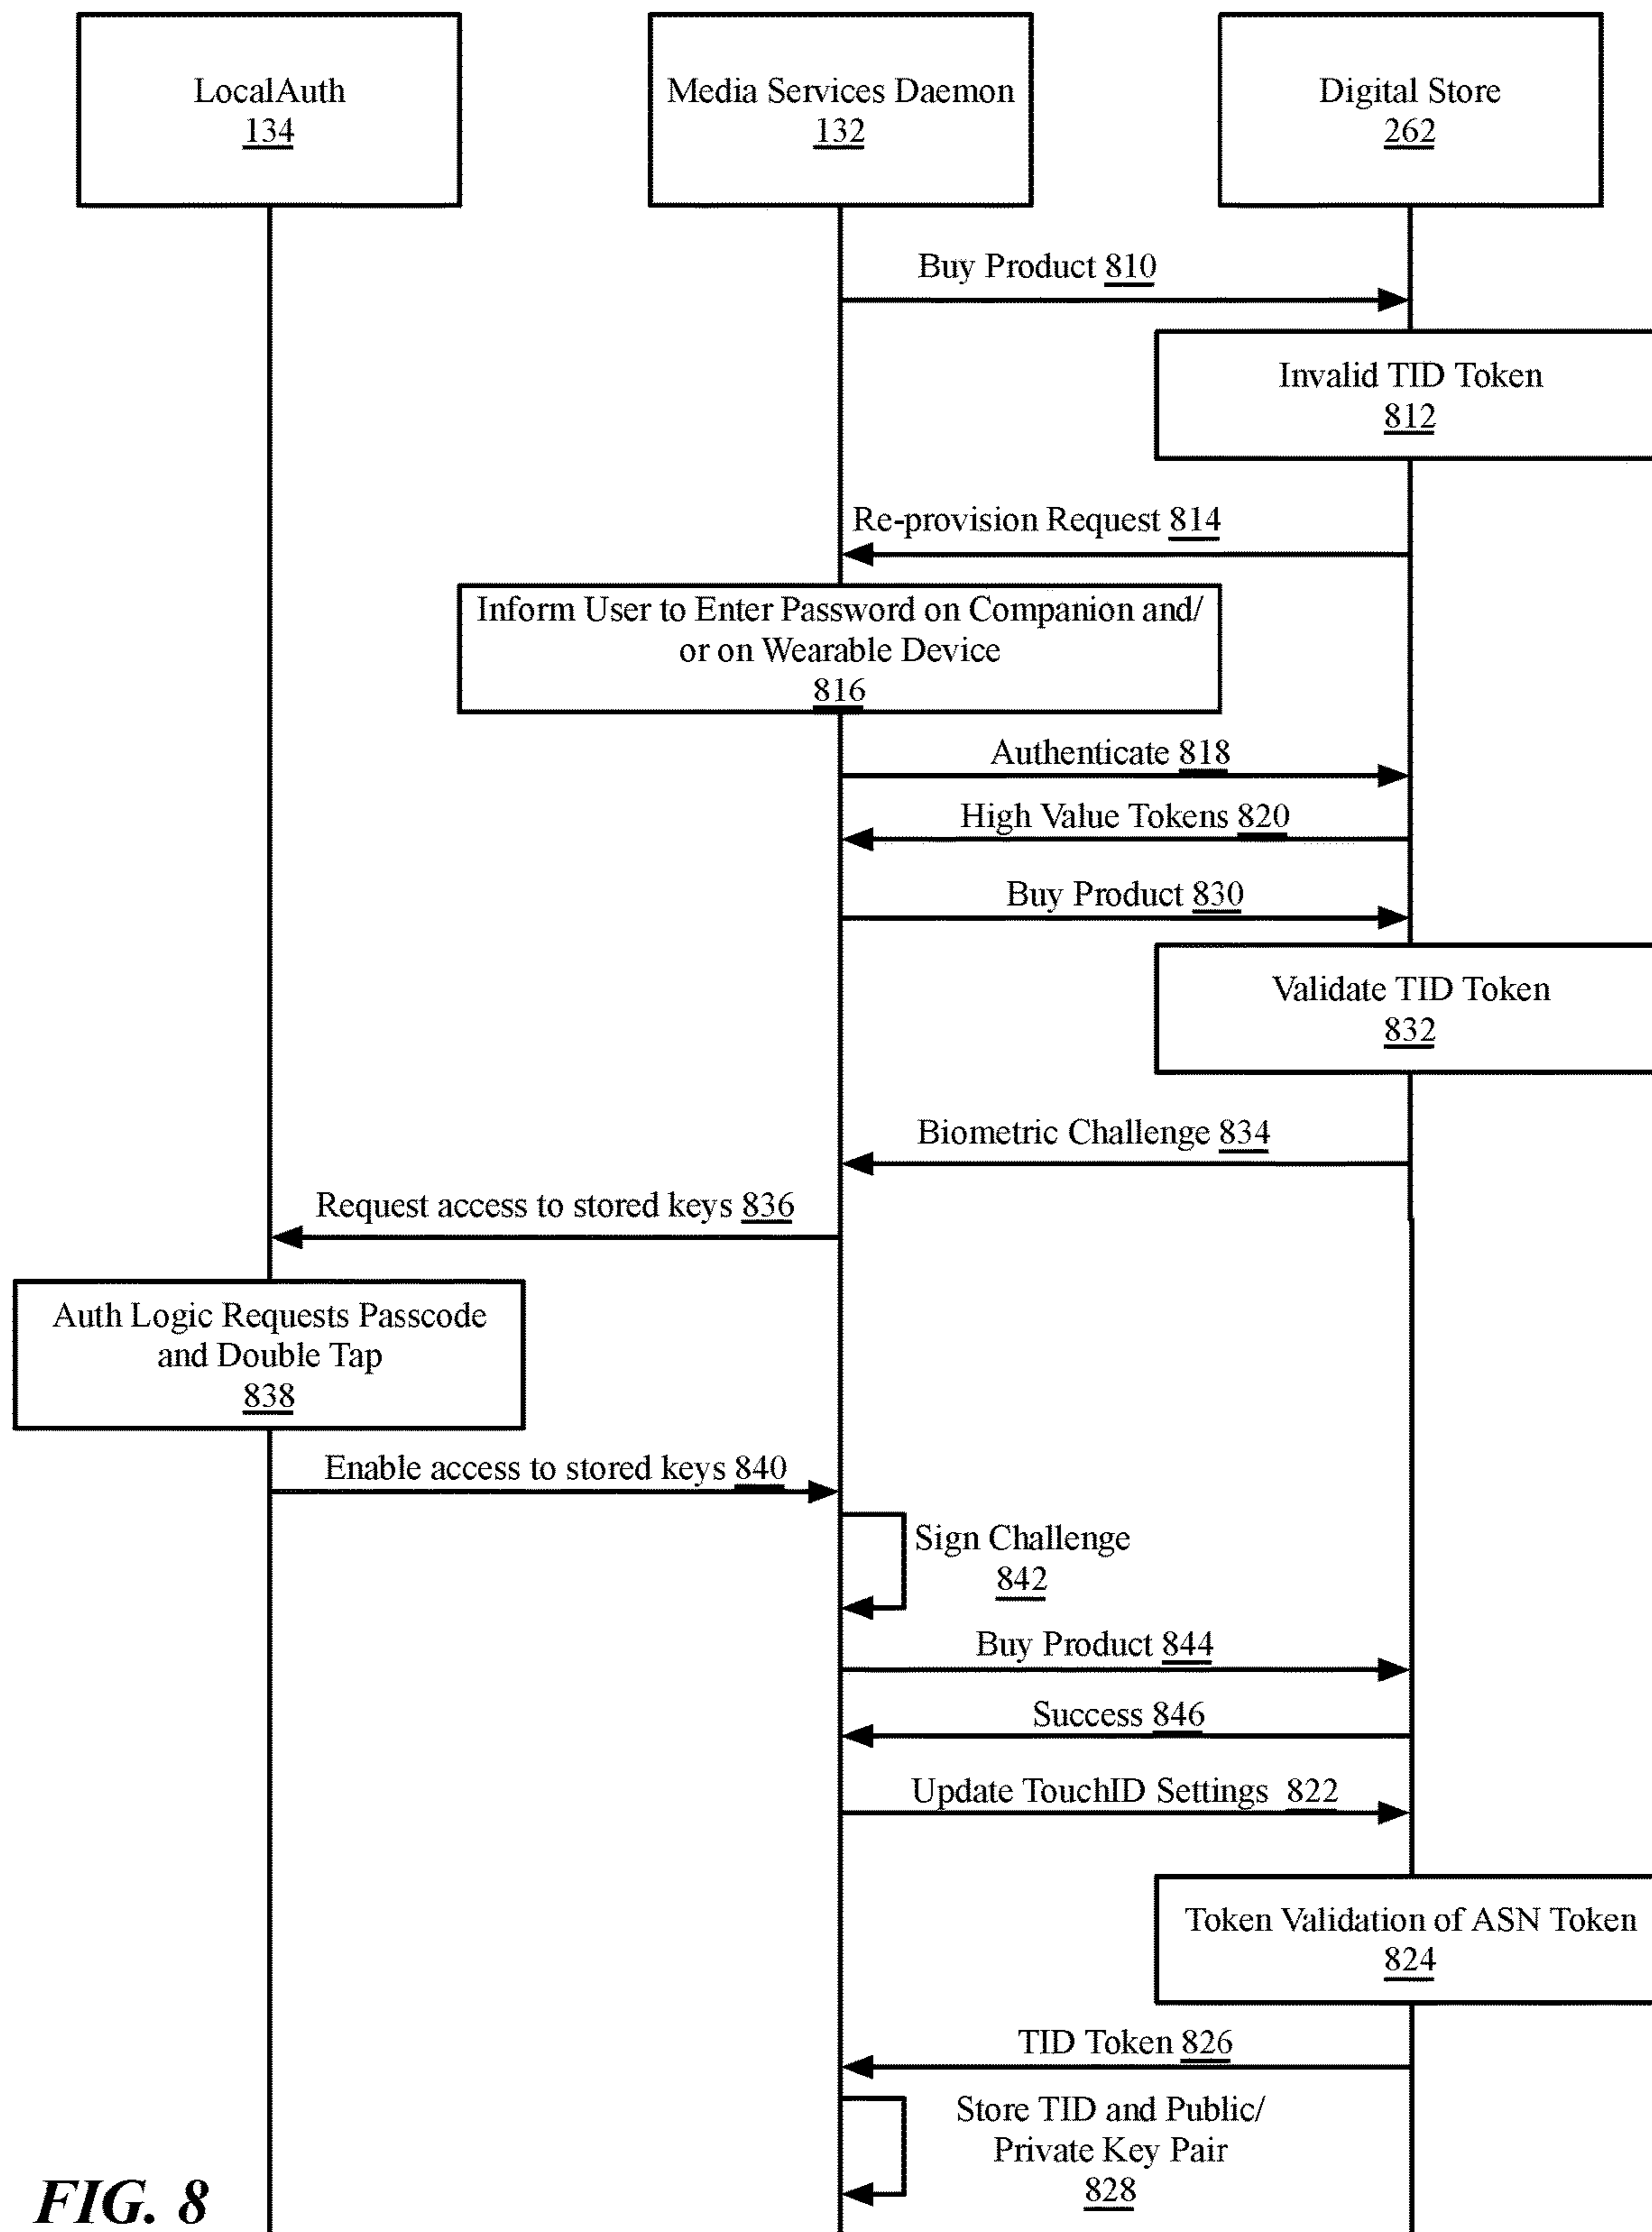 LocalAuth
134
Media Services Daemon
132
Digital Store
262
Buy Product 810
Invalid TID Token
812
Re-provision Request 814
Inform User to Enter Password on Companion and/
or on Wearable Device
816
Authenticate 818
High Value Tokens 820
Buy Product 830
Validate TID Token
832
Biometric Challenge 834
Request access to stored keys 836
Auth Logic Requests Passcode
and Double Tap
838
Enable access to stored keys 840
Sign Challenge
842
Buy Product 844
Success 846
Update TouchID Settings 822
Token Validation of ASN Token
824
TID Token 826
Store TID and Public/
Private Key Pair
828
FIG. 8